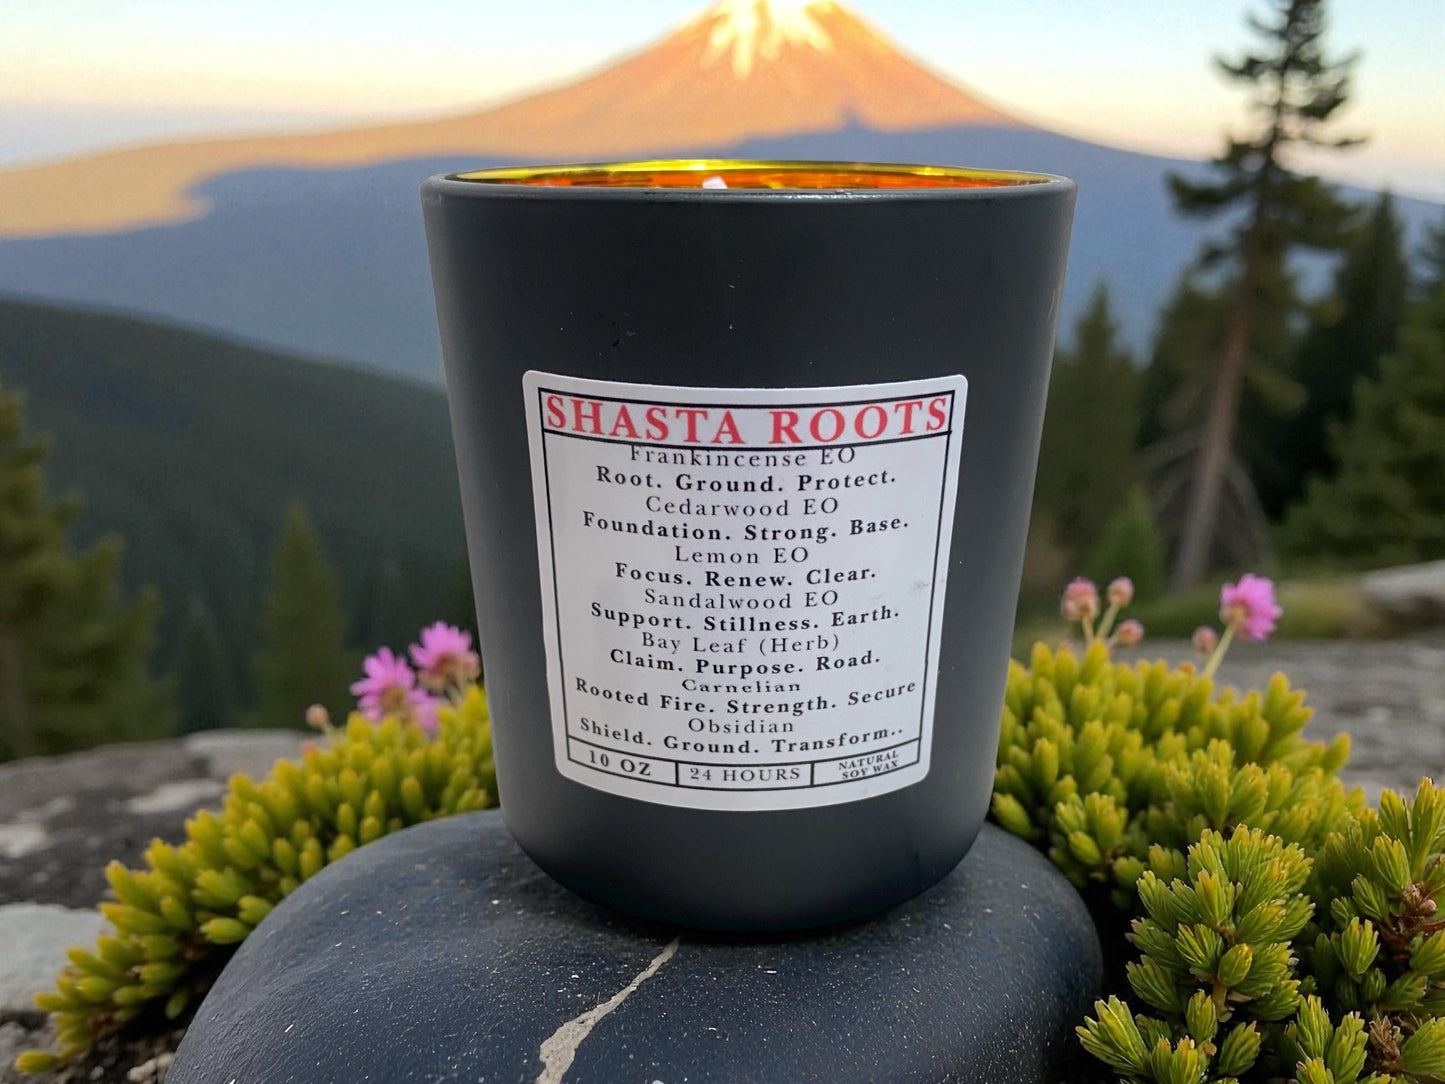 SHASTA ROOTS
Frankincense EO
Root. Ground. Protect.
Cedarwood EO
Foundation. Strong. Base.
Lemon EO
Focus. Renew. Clear.
Sandalwood EO
Support. Stillness. Earth.
Bay Leaf (Herb)
Claim. Purpose. Road.
Carnelian
Rooted Fire. Strength. Secure
Obsidian
Shield. Ground. Transform..
10 OZ
24 HOURS
NATURAL
SOY WAX